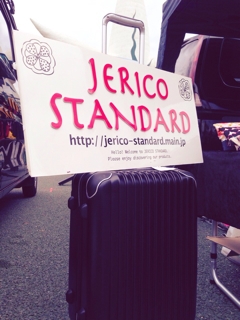 JERICO
STANDARD
http://jerico-standard.main.jp
Hello! Welcome to JERICO STANDARD.
Please enjoy discovering our products.